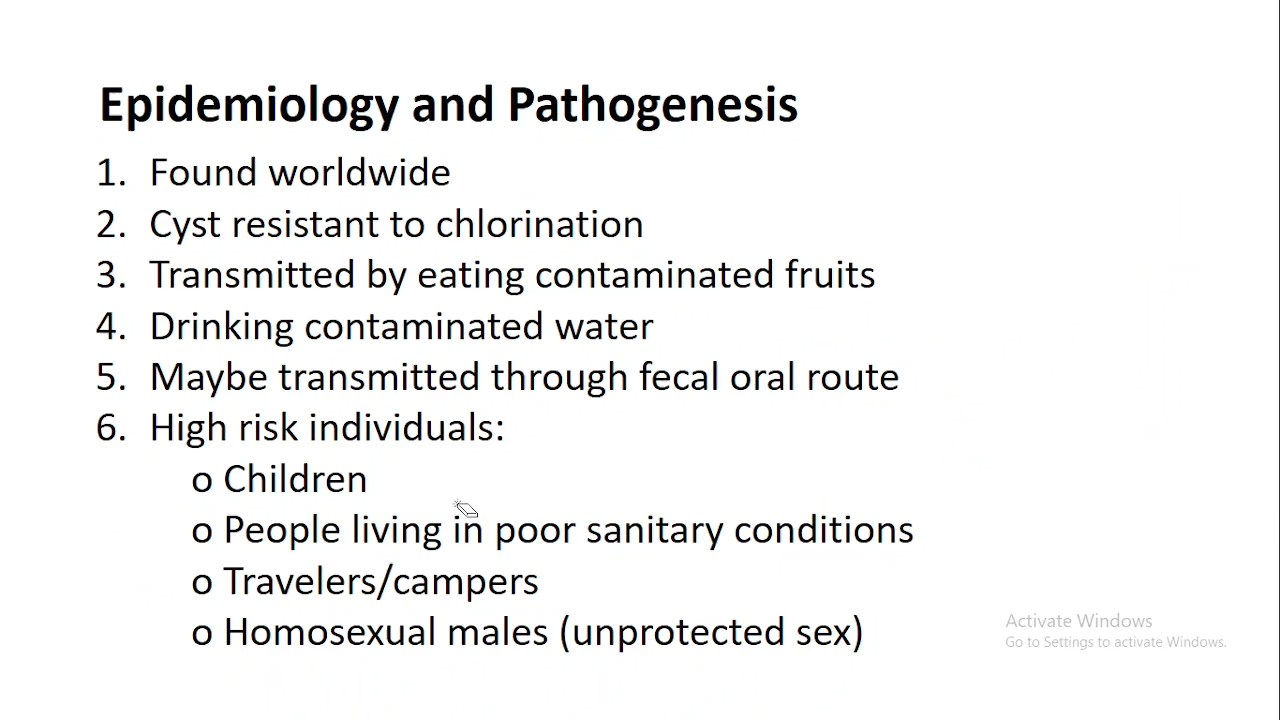 Epidemiology and Pathogenesis
1. Found worldwide
2. Cyst resistant to chlorination
3. Transmitted by eating contaminated fruits
4. Drinking contaminated water
5. Maybe transmitted through fecal oral route
6. High risk individuals:
o Children
o People living in poor sanitary conditions
o Travelers/campers
o Homosexual males (unprotected sex)
Activate Windows
Go to Settings to activate Windows.